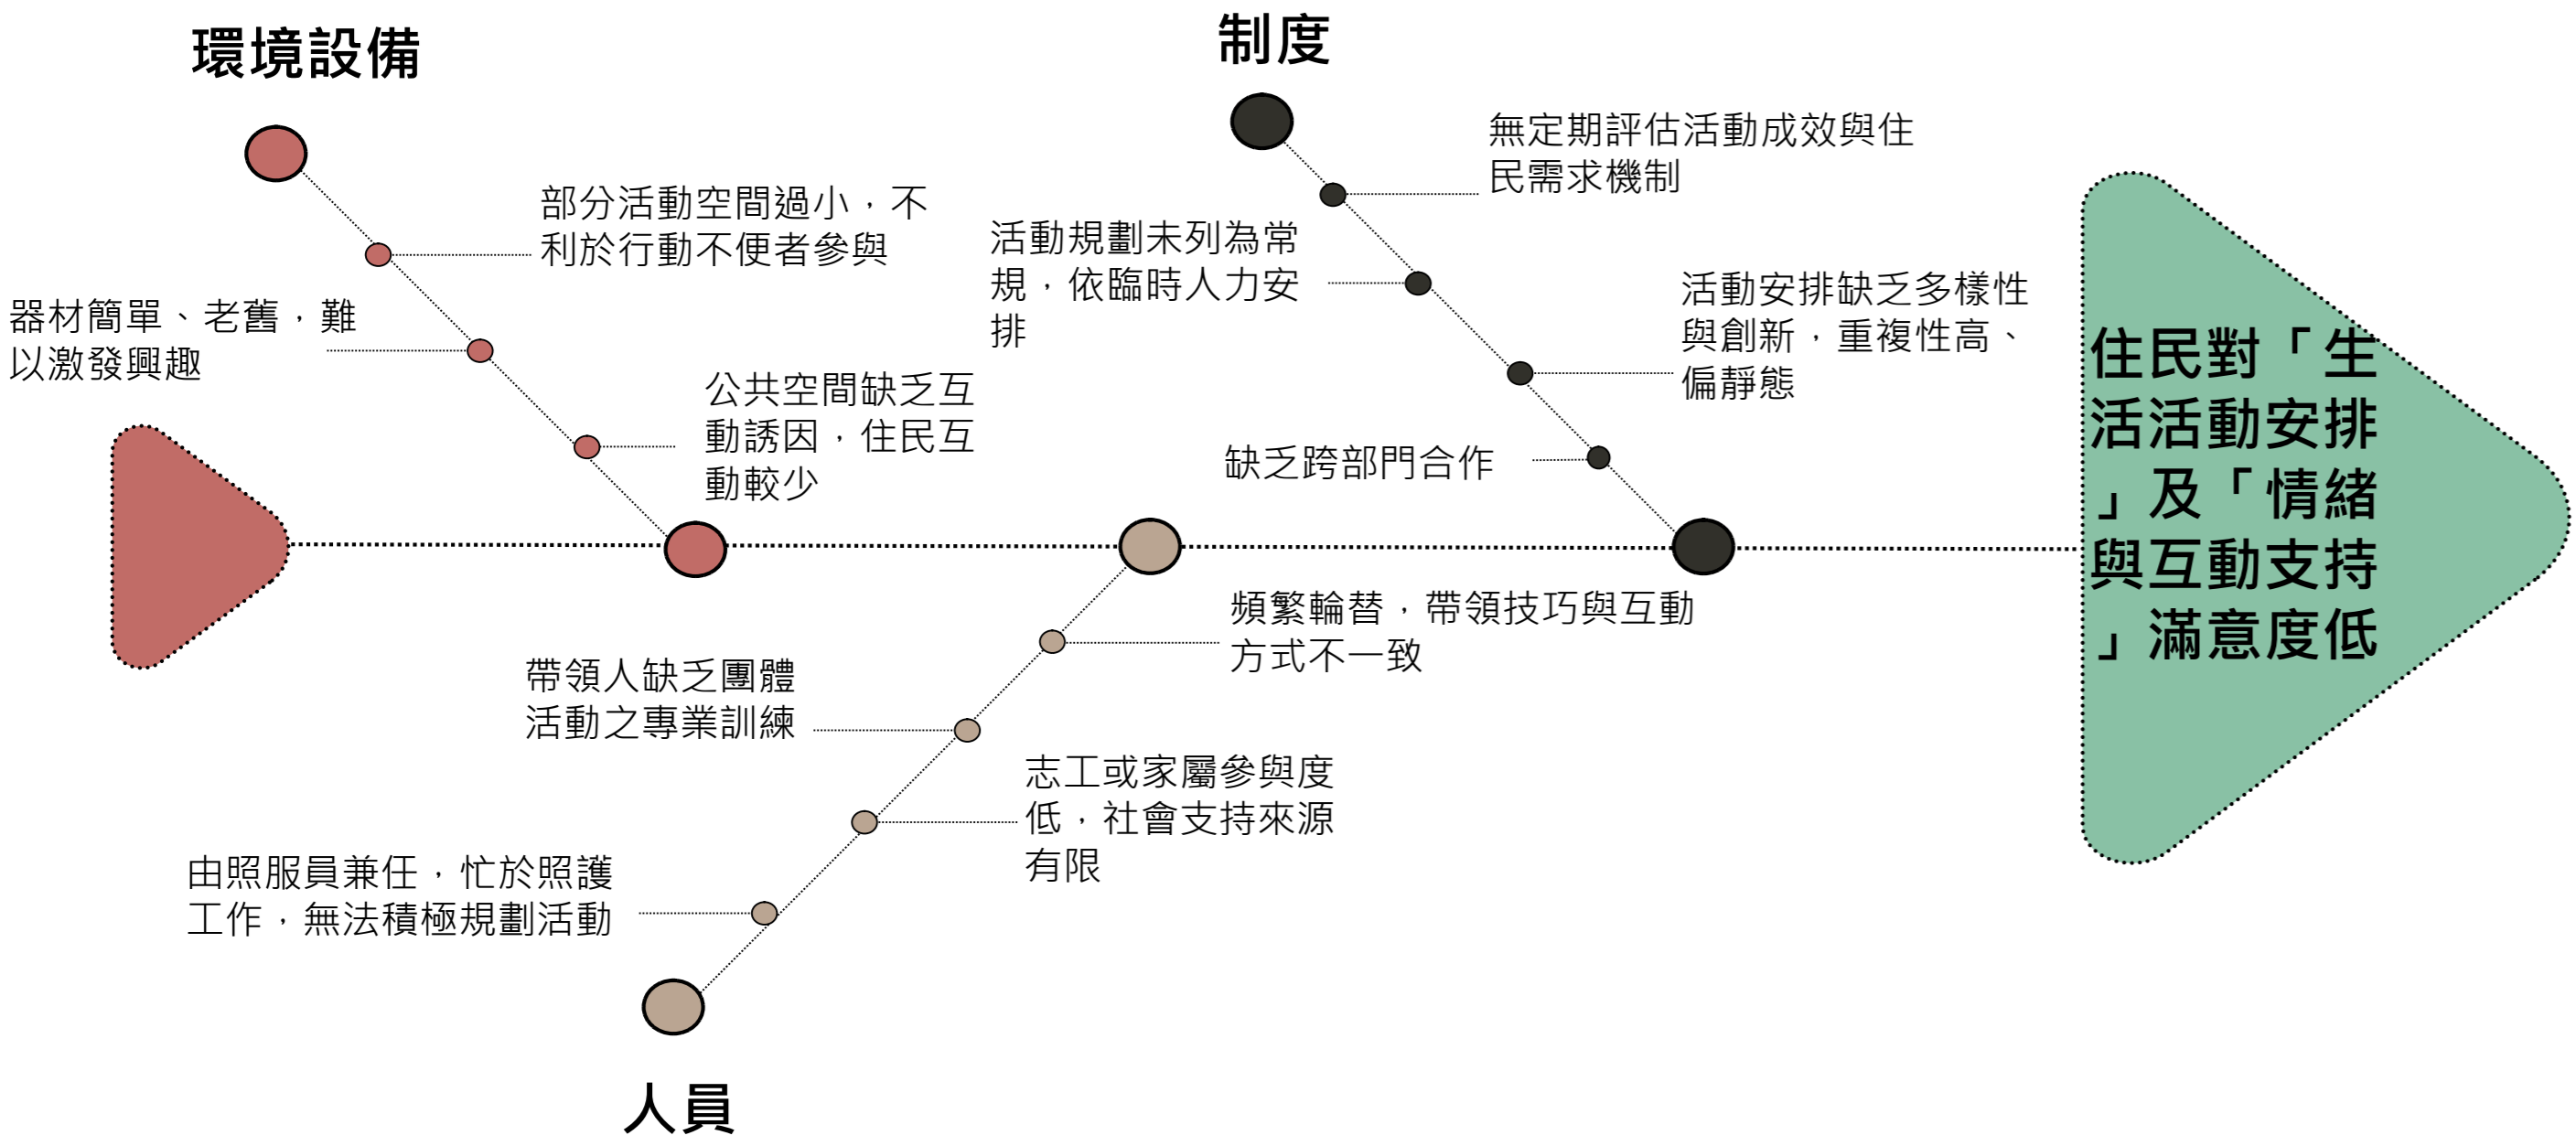 環境設備
制度
部分活動空間過小，不
利於行動不便者參與
器材簡單、老舊，難
以激發興趣
公共空間缺乏互
動誘因，住民互
動較少
無定期評估活動成效與住
民需求機制
活動規劃未列為常
規，依臨時人力安
排
活動安排缺乏多樣性
與創新，重複性高、
偏靜態
缺乏跨部門合作
住民對「生
活活動安排
」及「情緒
與互動支持
」滿意度低
頻繁輪替，帶領技巧與互動
方式不一致
帶領人缺乏團體
活動之專業訓練
志工或家屬參與度
低，社會支持來源
有限
由照服員兼任，忙於照護
工作，無法積極規劃活動
人員